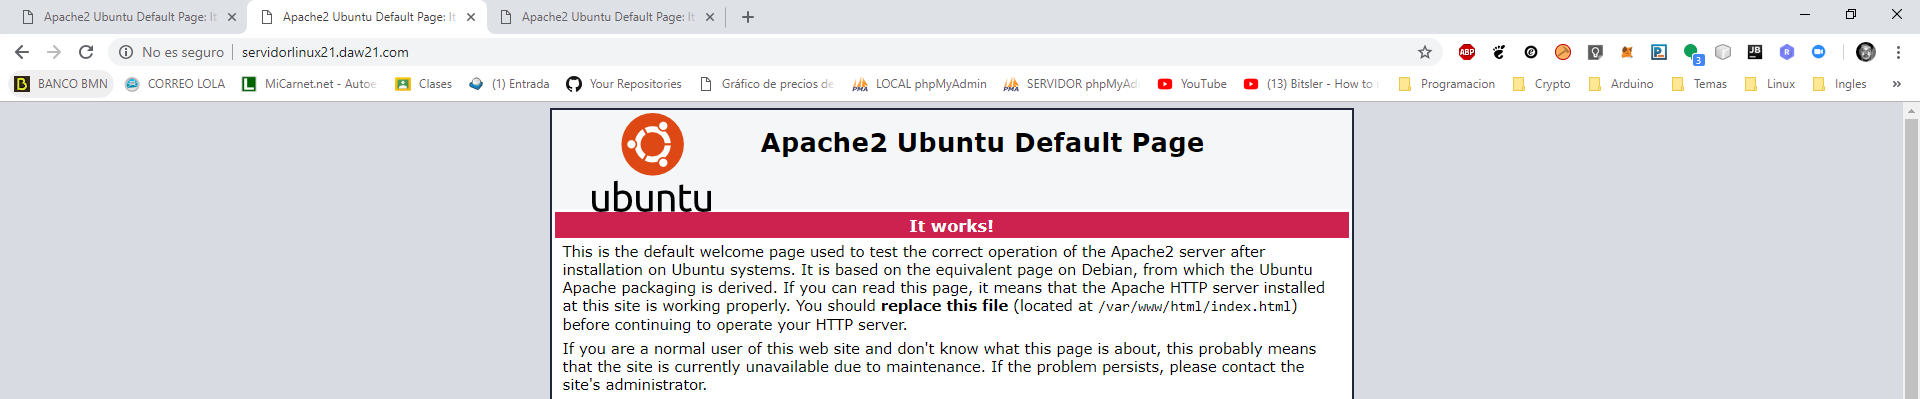 Apache2 Ubuntu Default Page: It
Apache2 Ubuntu Default Page: It
Apache2 Ubuntu Default Page: It
No es seguro
servidorlinux21.daw21.com
ABP
3
JB
R
BANCO BMN
CORREO LOLA
MiCarnet.net - Autoe
Clases
(1) Entrada
Your Repositories
Gráfico de precios de
LOCAL phpMyAdmin
SERVIDOR phpMyAd
YouTube
(13) Bitsler - How to
Programacion
Crypto
Arduino
Temas
Linux
Ingles
»
Apache2 Ubuntu Default Page
ubuntu
It works!
This is the default welcome page used to test the correct operation of the Apache2 server after
installation on Ubuntu systems. It is based on the equivalent page on Debian, from which the Ubuntu
Apache packaging is derived. If you can read this page, it means that the Apache HTTP server installed
at this site is working properly. You should replace this file (located at /var/www/html/index.html)
before continuing to operate your HTTP server.
If you are a normal user of this web site and don't know what this page is about, this probably means
that the site is currently unavailable due to maintenance. If the problem persists, please contact the
site's administrator.